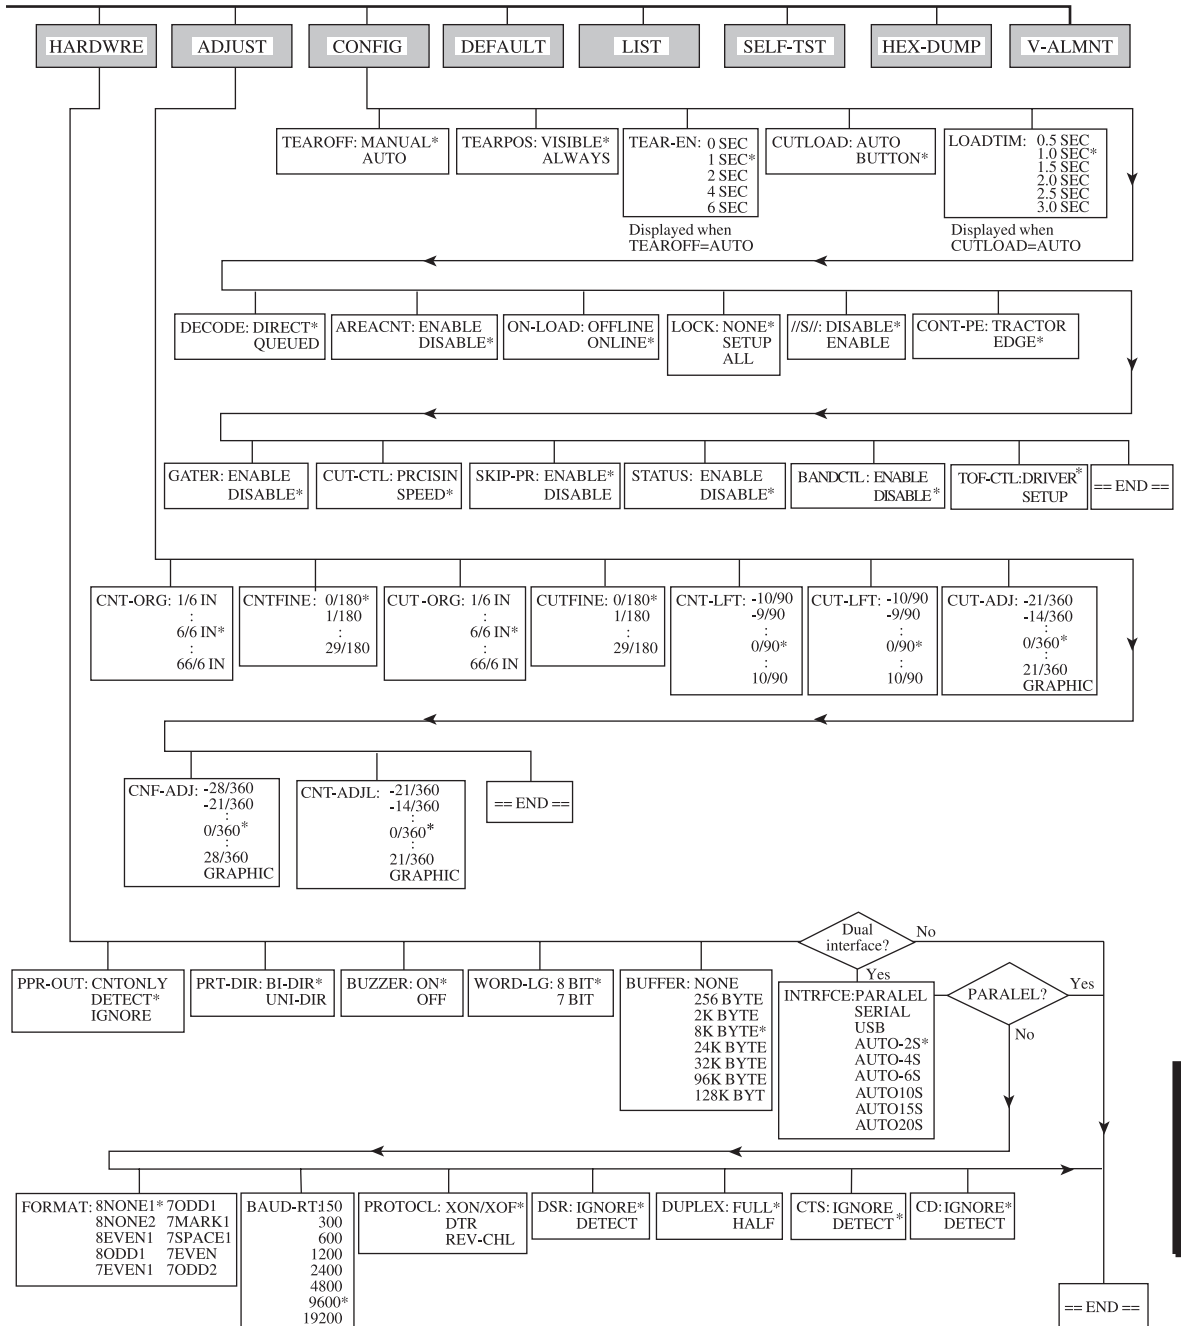 HARDWRE ADJUST CONFIG DEFAULT LIST SELF-TST HEX-DUMP V-ALMNT
TEAROFF: MANUAL*
AUTO
TEARPOS: VISIBLE*
ALWAYS
TEAR-EN: 0 SEC
1 SEC*
2 SEC
4 SEC
6 SEC
Displayed when
TEAROFF=AUTO
CUTLOAD: AUTO
BUTTON*
LOADTIM: 0.5 SEC
1.0 SEC*
1.5 SEC
2.0 SEC
2.5 SEC
3.0 SEC
Displayed when
CUTLOAD=AUTO
DECODE: DIRECT*
QUEUED
AREACNT: ENABLE
DISABLE*
ON-LOAD: OFFLINE
ONLINE*
LOCK: NONE*
SETUP
ALL
//S//: DISABLE*
ENABLE
CONT-PE: TRACTOR
EDGE*
GATER: ENABLE
DISABLE*
CUT-CTL: PRCISIN
SPEED*
SKIP-PR: ENABLE*
DISABLE
STATUS: ENABLE
DISABLE*
BANDCTL: ENABLE
DISABLE*
TOF-CTL:DRIVER*
SETUP
== END ==
CNT-ORG: 1/6 IN
:
6/6 IN*
:
66/6 IN
CNTFINE: 0/180*
1/180
:
29/180
CUT-ORG: 1/6 IN
:
6/6 IN*
:
66/6 IN
CUTFINE: 0/180*
1/180
:
29/180
CNT-LFT: -10/90
-9/90
:
0/90*
:
10/90
CUT-LFT: -10/90
-9/90
:
0/90*
:
10/90
CUT-ADJ: -21/360
-14/360
:
0/360*
:
21/360
GRAPHIC
CNF-ADJ: -28/360
-21/360
:
0/360*
:
28/360
GRAPHIC
CNT-ADJL: -21/360
-14/360
:
0/360*
:
21/360
GRAPHIC
== END ==
Dual
interface?
No
Yes
PPR-OUT: CNTONLY
DETECT*
IGNORE
PRT-DIR: BI-DIR*
UNI-DIR
BUZZER: ON*
OFF
WORD-LG: 8 BIT*
7 BIT
BUFFER: NONE
256 BYTE
2K BYTE
8K BYTE*
24K BYTE
32K BYTE
96K BYTE
128K BYT
INTRFCE:PARALEL
SERIAL
USB
AUTO-2S*
AUTO-4S
AUTO-6S
AUTO10S
AUTO15S
AUTO20S
PARALEL?
Yes
No
FORMAT: 8NONE1* 7ODD1
8NONE2 7MARK1
8EVEN1 7SPACE1
8ODD1 7EVEN
7EVEN1 7ODD2
BAUD-RT:150
300
600
1200
2400
4800
9600*
19200
PROTOCL: XON/XOF*
DTR
REV-CHL
DSR: IGNORE*
DETECT
DUPLEX: FULL*
HALF
CTS: IGNORE
DETECT*
CD: IGNORE*
DETECT
== END ==